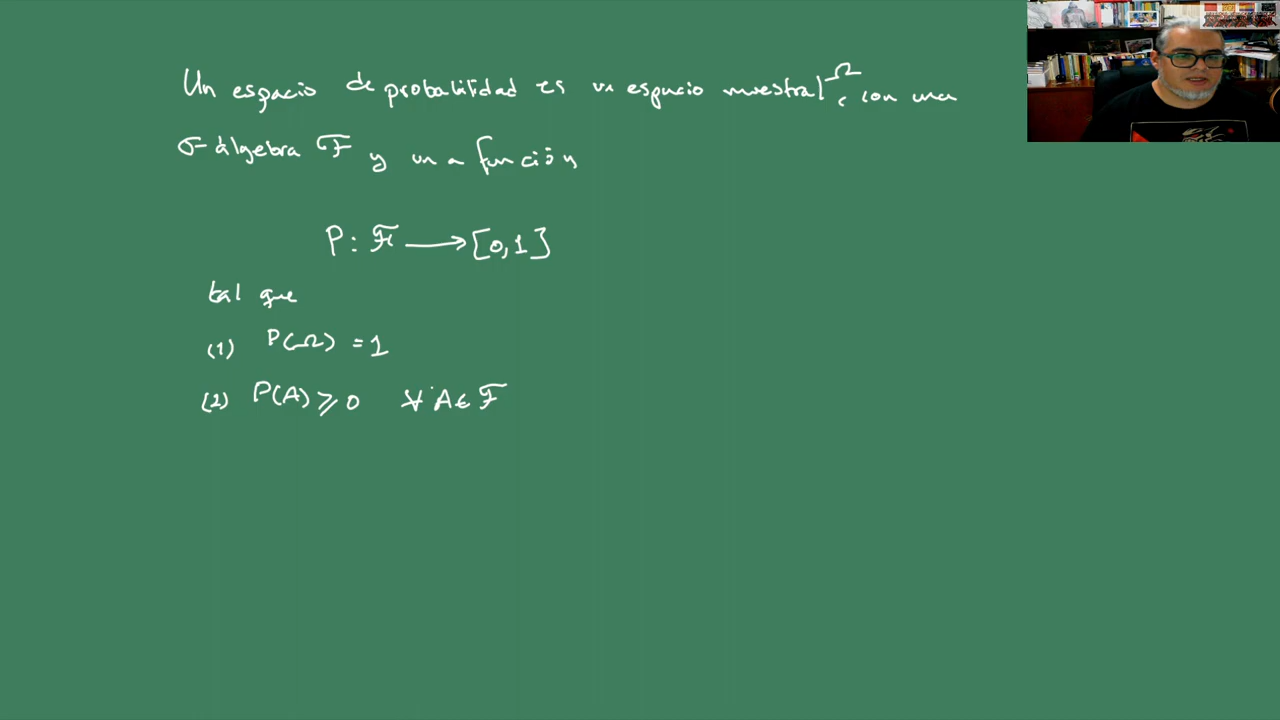 Un espacio de probabilidad es un espacio muestral Ω, con una
σ-álgebra ℱ y una función
P: ℱ ⟶ [0,1]
tal que
(1) P(Ω) = 1
(2) P(A) ⩾ 0 ∀ A ∈ ℱ